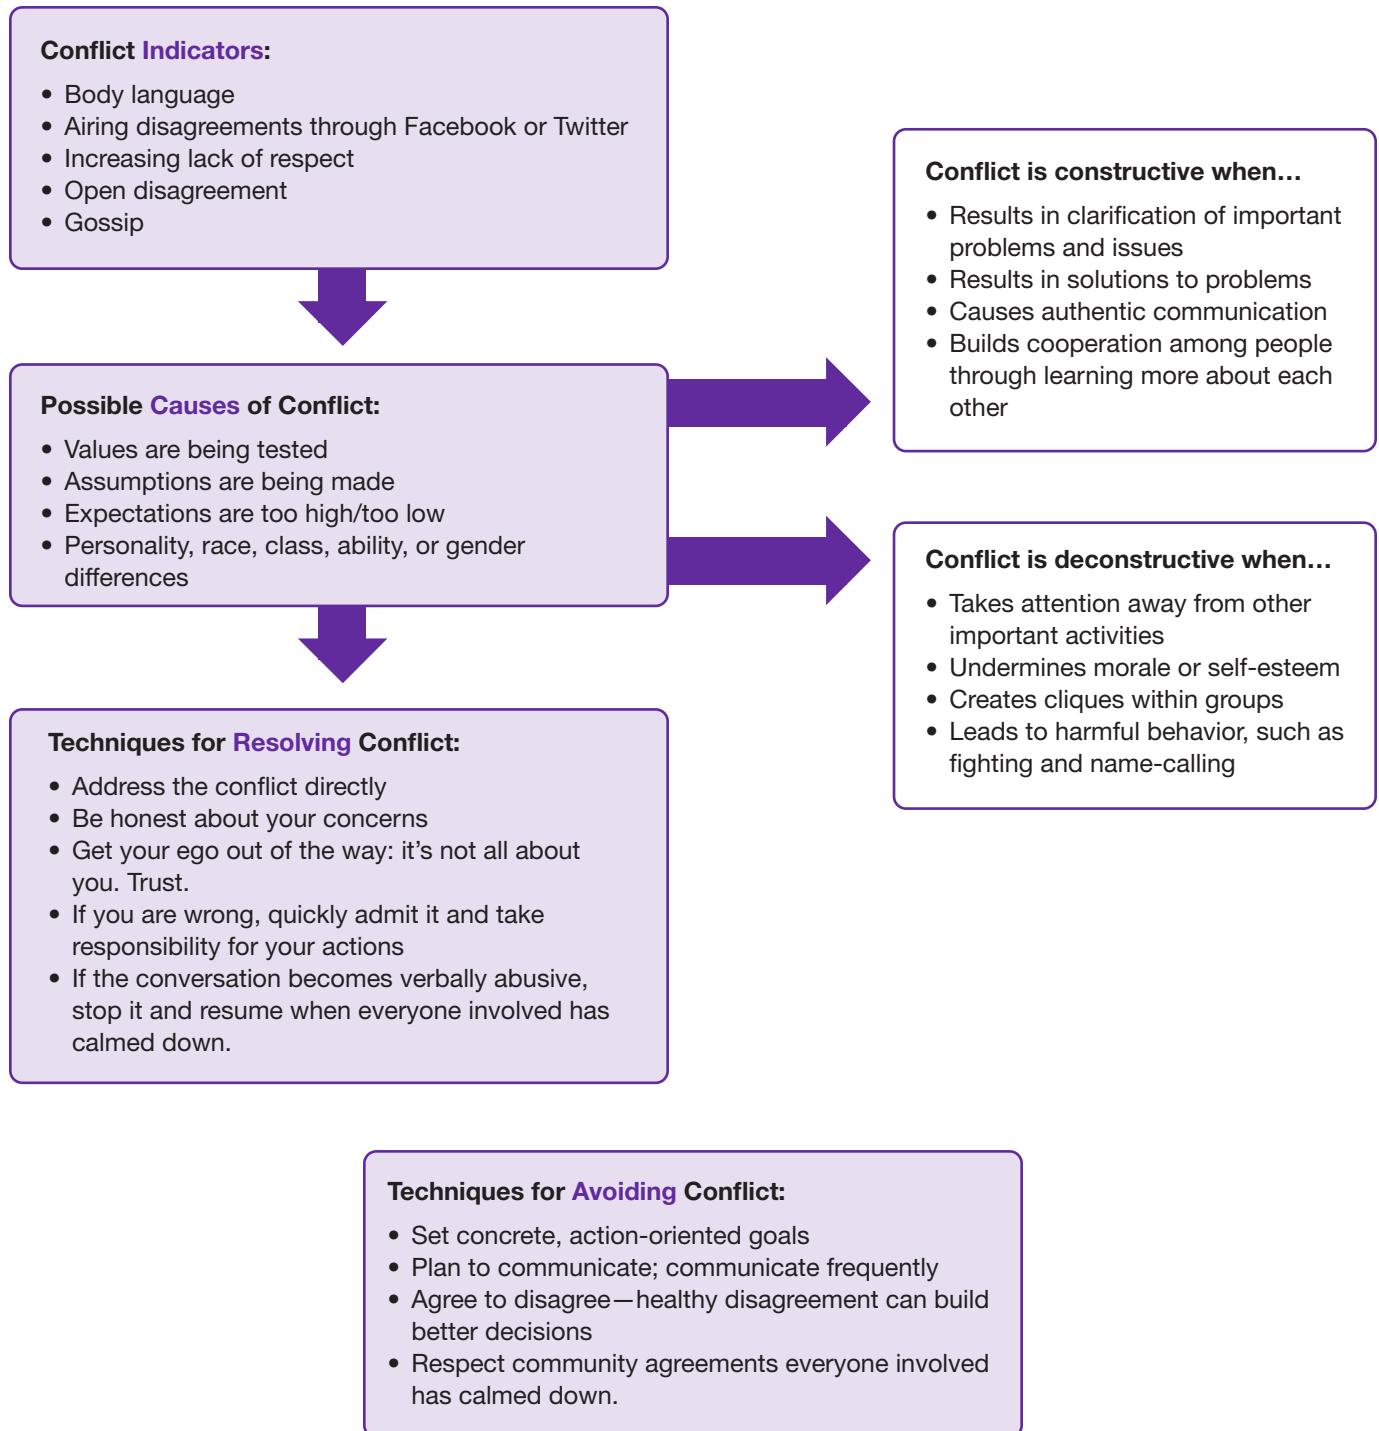 Conflict Indicators:
• Body language
• Airing disagreements through Facebook or Twitter
• Increasing lack of respect
• Open disagreement
• Gossip
Possible Causes of Conflict:
• Values are being tested
• Assumptions are being made
• Expectations are too high/too low
• Personality, race, class, ability, or gender
differences
Conflict is constructive when…
• Results in clarification of important
problems and issues
• Results in solutions to problems
• Causes authentic communication
• Builds cooperation among people
through learning more about each
other
Conflict is deconstructive when…
• Takes attention away from other
important activities
• Undermines morale or self-esteem
• Creates cliques within groups
• Leads to harmful behavior, such as
fighting and name-calling
Techniques for Resolving Conflict:
• Address the conflict directly
• Be honest about your concerns
• Get your ego out of the way: it’s not all about
you. Trust.
• If you are wrong, quickly admit it and take
responsibility for your actions
• If the conversation becomes verbally abusive,
stop it and resume when everyone involved has
calmed down.
Techniques for Avoiding Conflict:
• Set concrete, action-oriented goals
• Plan to communicate; communicate frequently
• Agree to disagree—healthy disagreement can build
better decisions
• Respect community agreements everyone involved
has calmed down.